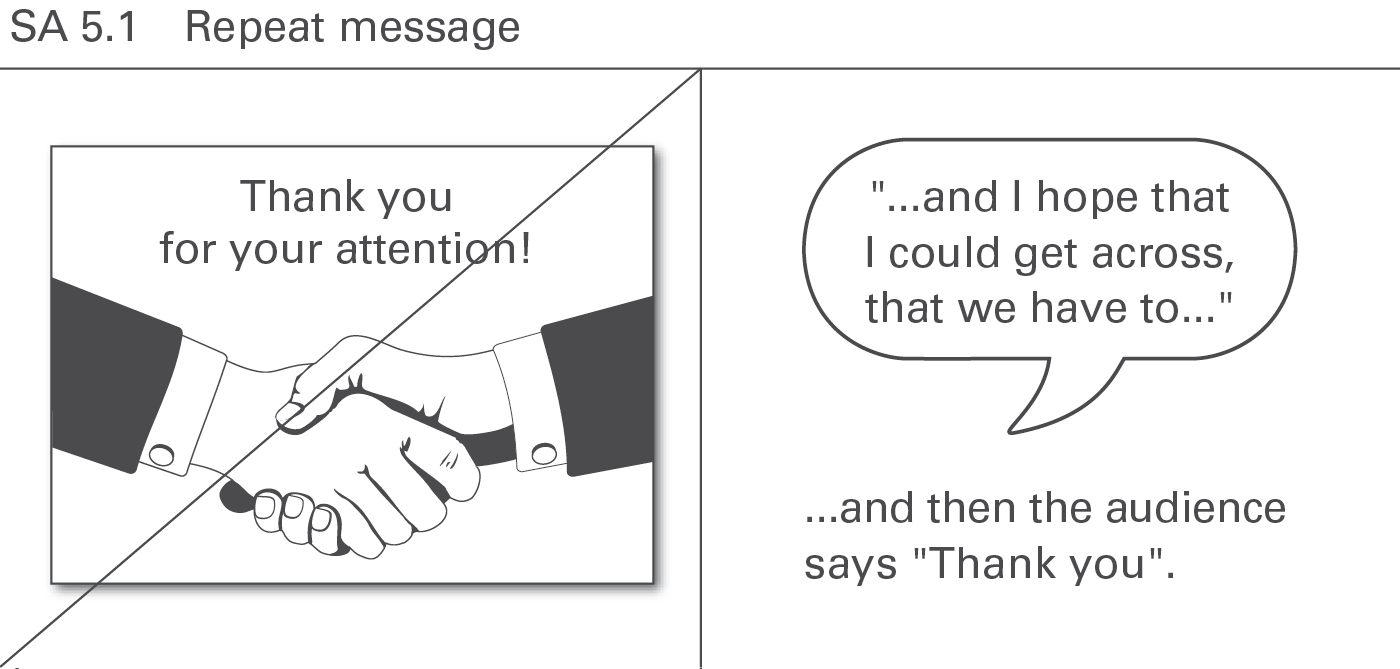 SA 5.1 Repeat message
Thank you
for your attention!
"...and I hope that
I could get across,
that we have to..."
...and then the audience
says "Thank you".